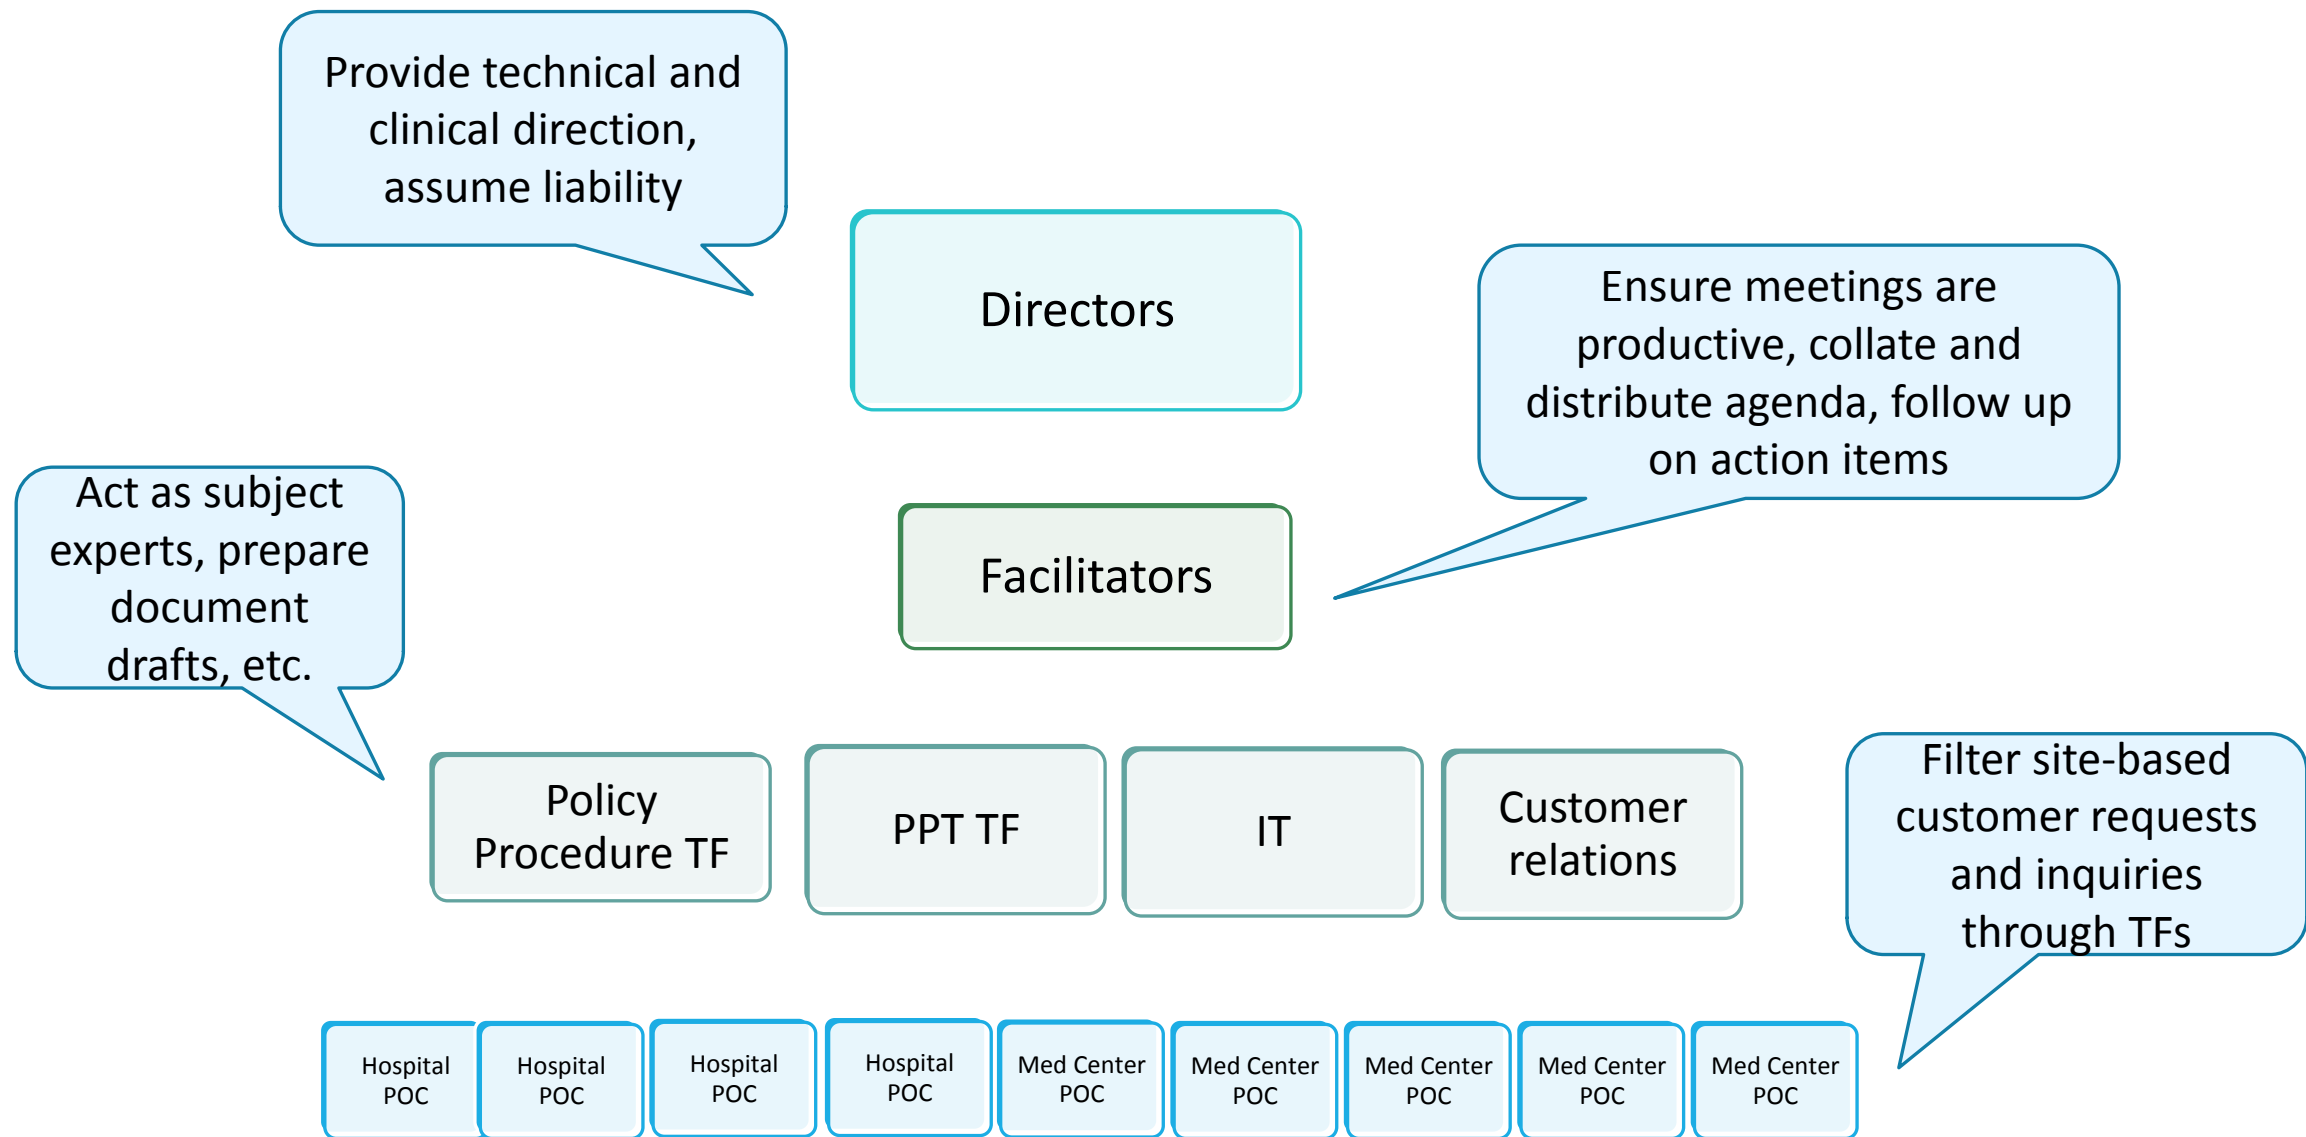 Provide technical and
clinical direction,
assume liability
Directors
Ensure meetings are
productive, collate and
distribute agenda, follow up
on action items
Facilitators
Act as subject
experts, prepare
document
drafts, etc.
Policy
Procedure TF
PPT TF
IT
Customer
relations
Filter site-based
customer requests
and inquiries
through TFs
Hospital
POC
Hospital
POC
Hospital
POC
Hospital
POC
Med Center
POC
Med Center
POC
Med Center
POC
Med Center
POC
Med Center
POC